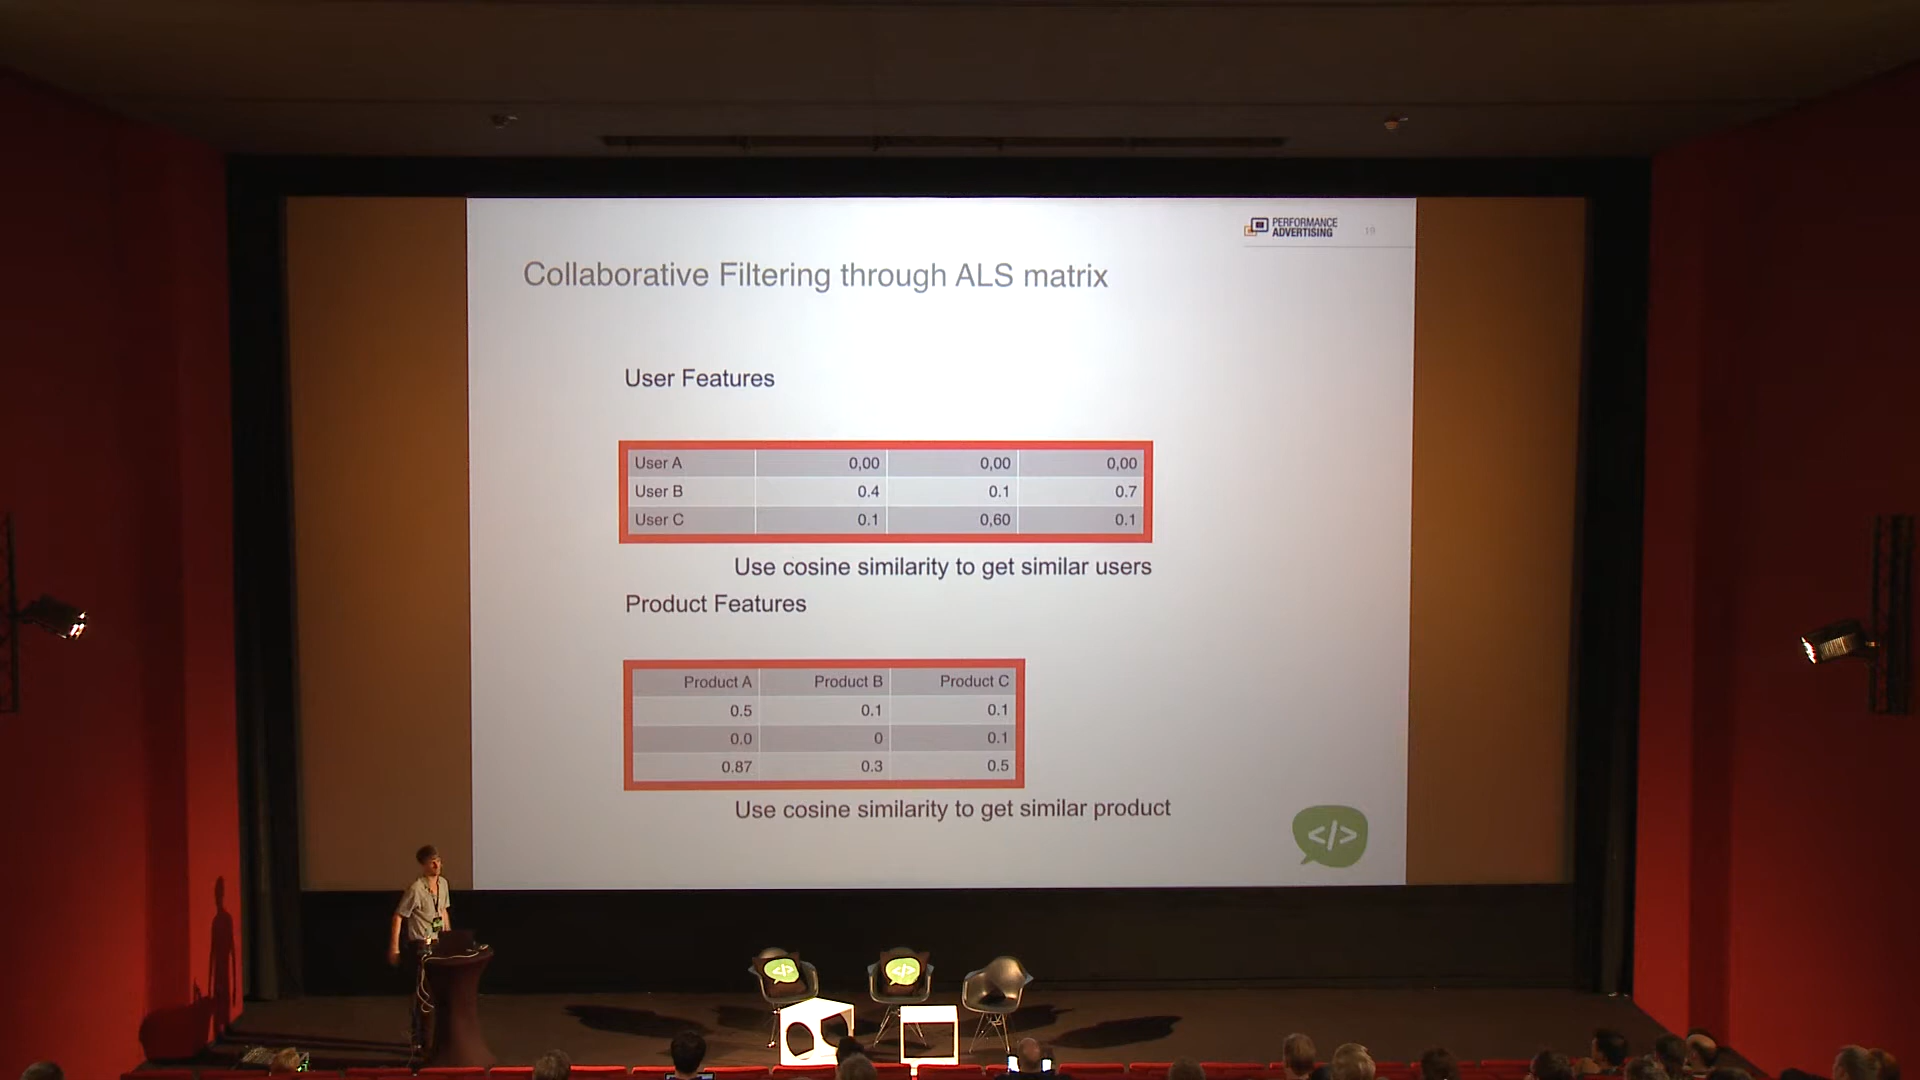 PERFORMANCE
ADVERTISING
19
Collaborative Filtering through ALS matrix
User Features
User A 0,00 0,00 0,00
User B 0.4 0.1 0.7
User C 0.1 0,60 0.1
Use cosine similarity to get similar users
Product Features
Product A Product B Product C
0.5 0.1 0.1
0.0 0 0.1
0.87 0.3 0.5
Use cosine similarity to get similar product
</>
</> </>